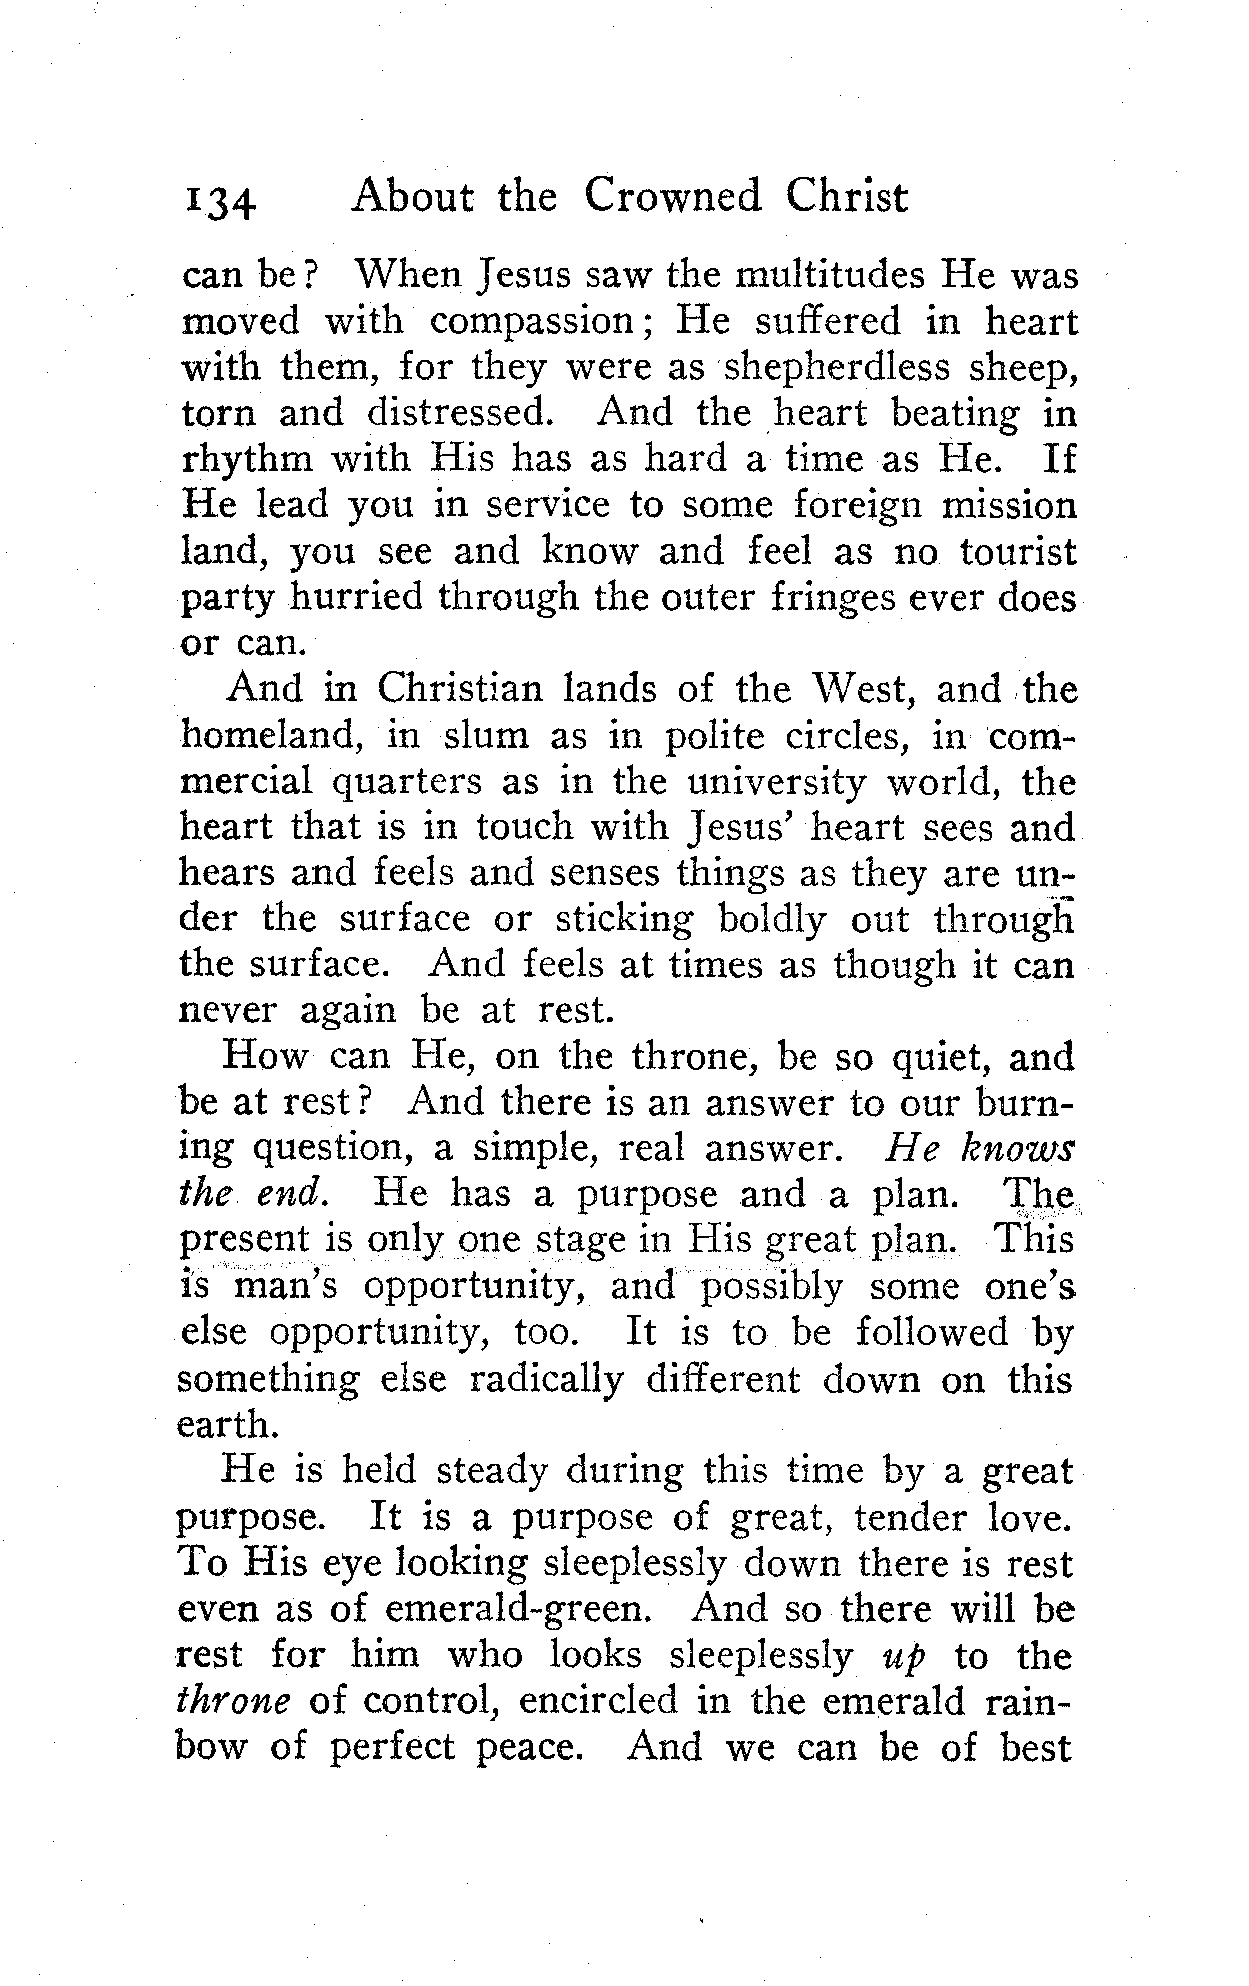 134 About the Crowned Christ
can be? When Jesus saw the multitudes He was
moved with compassion; He suffered in heart
with them, for they were as shepherdless sheep,
torn and distressed. And the heart beating in
rhythm with His has as hard a time as He. If
He lead you in service to some foreign mission
land, you see and know and feel as no tourist
party hurried through the outer fringes ever does
or can.
And in Christian lands of the West, and the
homeland, in slum as in polite circles, in com-
mercial quarters as in the university world, the
heart that is in touch with Jesus' heart sees and
hears and feels and senses things as they are un-
der the surface or sticking boldly out through
the surface. And feels at times as though it can
never again be at rest.
How can He, on the throne, be so quiet, and
be at rest? And there is an answer to our burn-
ing question, a simple, real answer. He knows
the end. He has a purpose and a plan. The
present is only one stage in His great plan. This
is man's opportunity, and possibly some one's
else opportunity, too. It is to be followed by
something else radically different down on this
earth.
He is held steady during this time by a great
purpose. It is a purpose of great, tender love.
To His eye looking sleeplessly down there is rest
even as of emerald-green. And so there will be
rest for him who looks sleeplessly up to the
throne of control, encircled in the emerald rain-
bow of perfect peace. And we can be of best